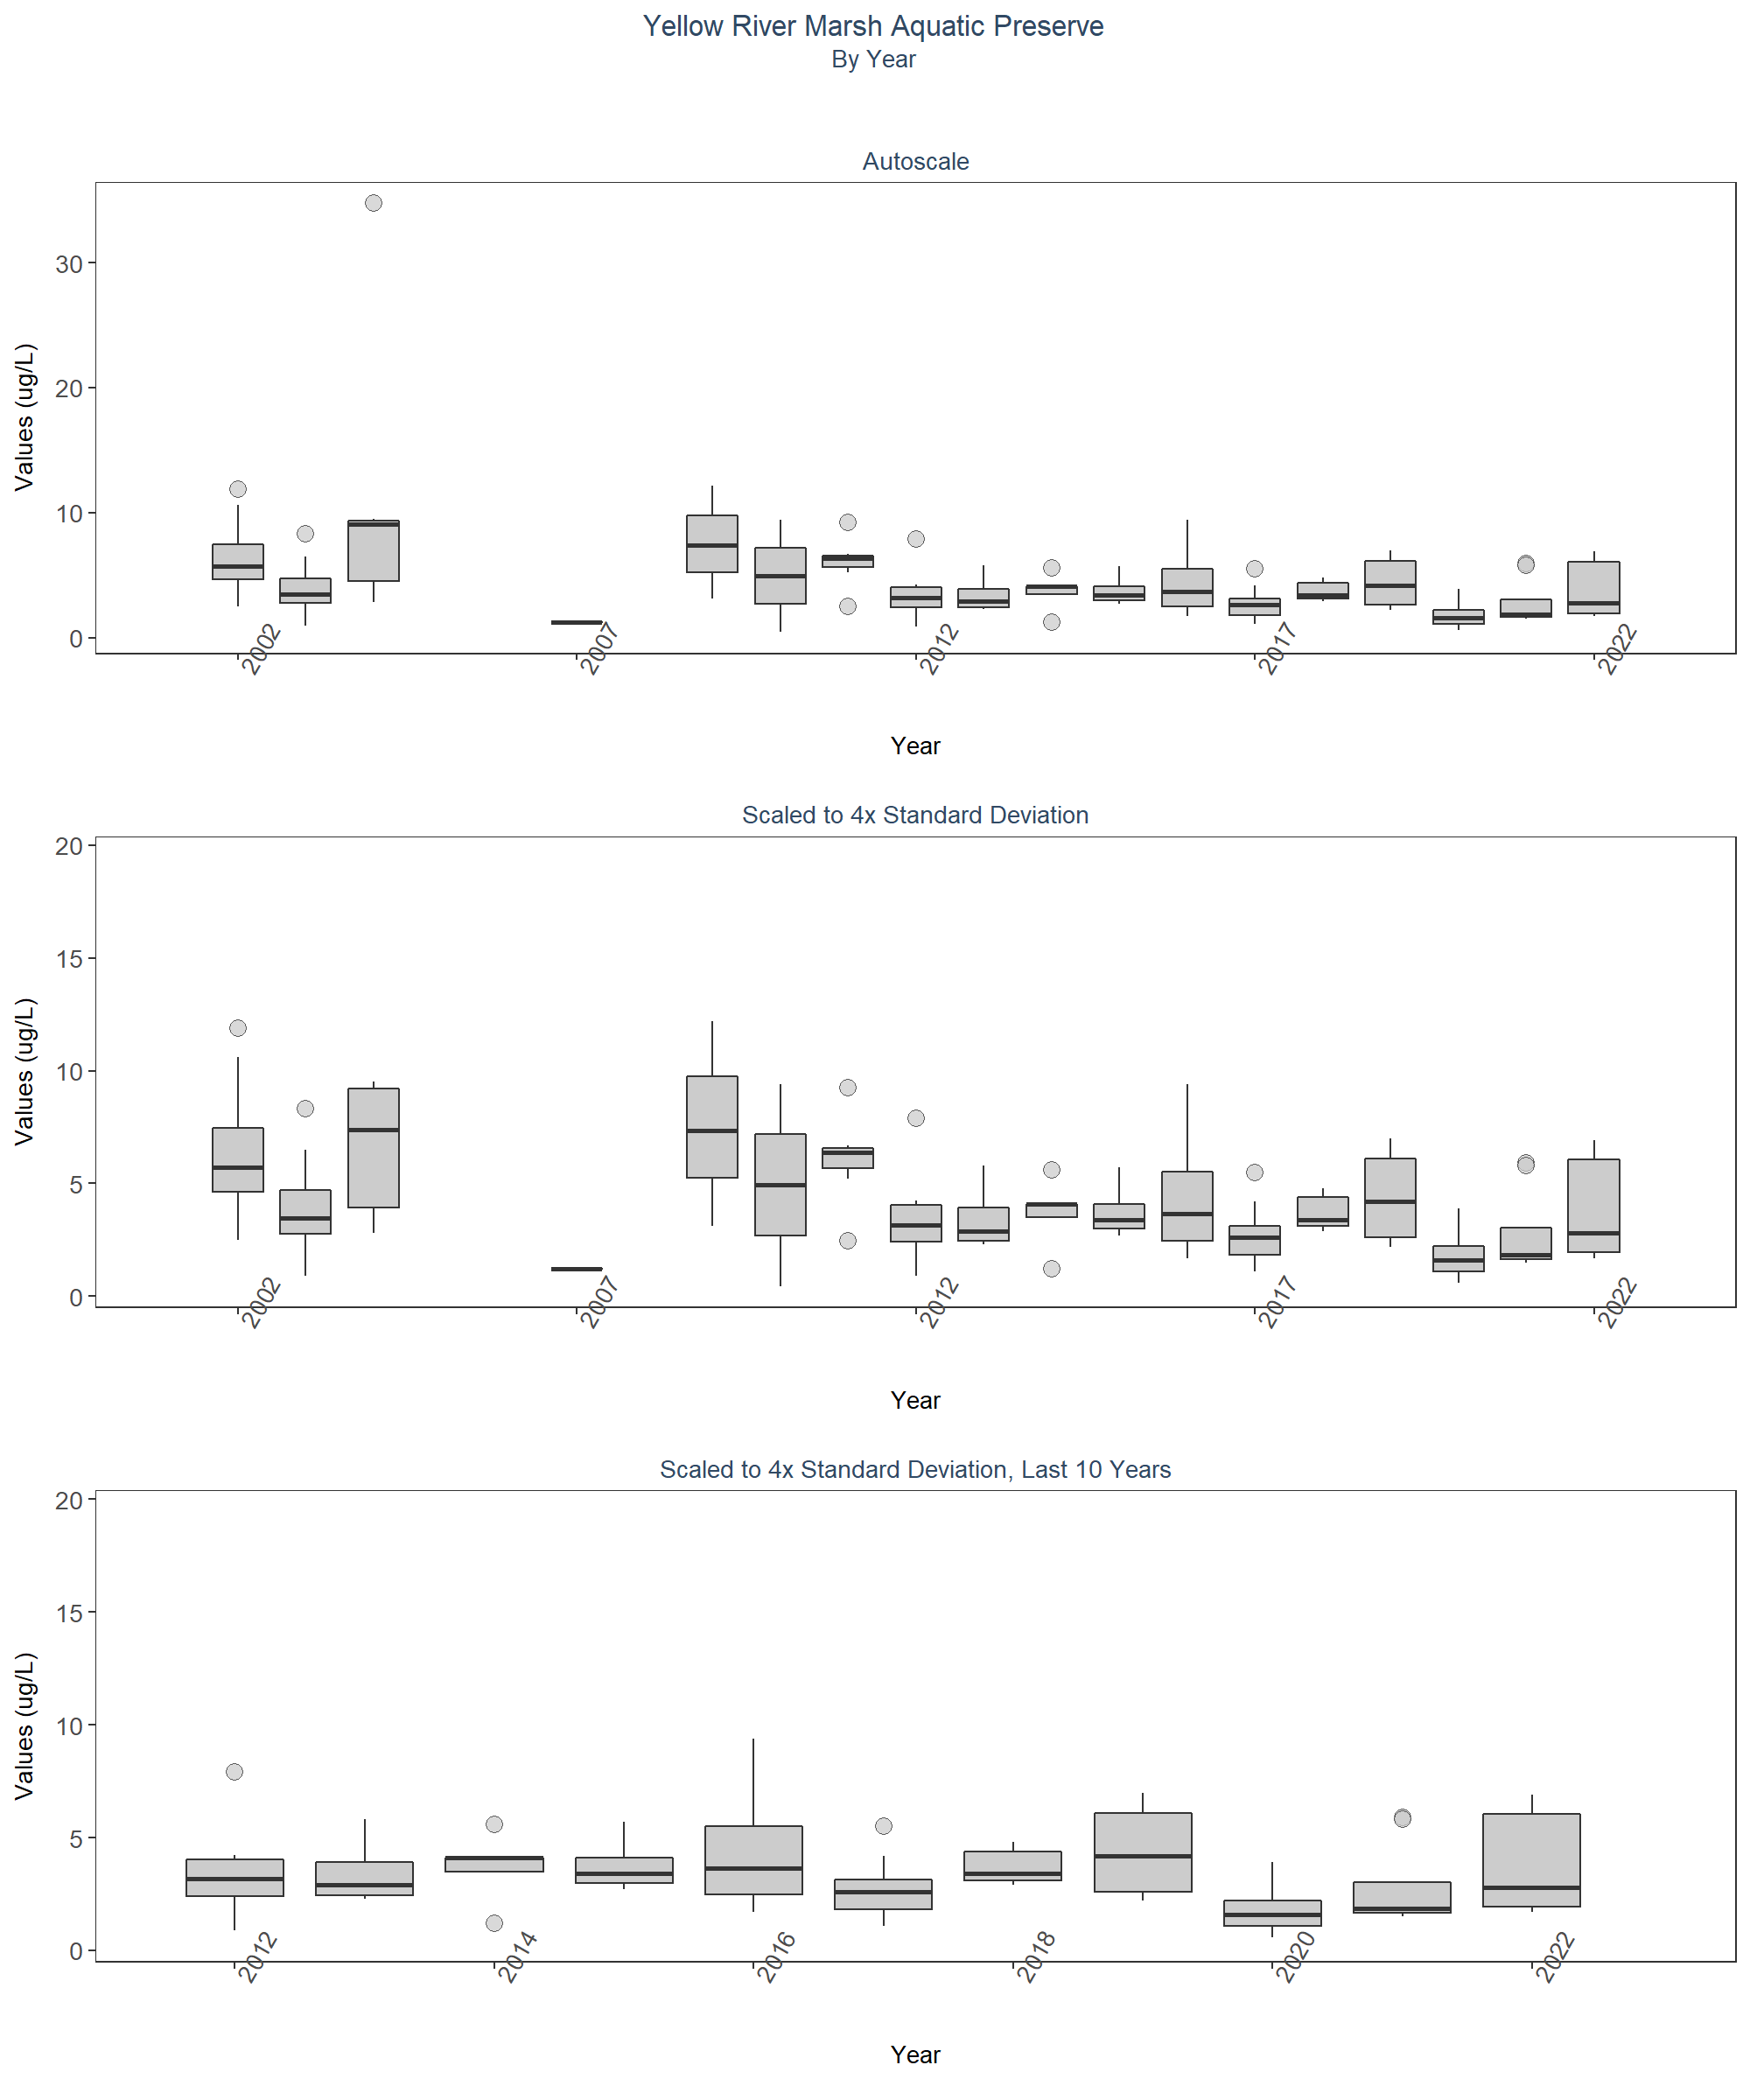 Yellow River Marsh Aquatic Preserve
By Year
Autoscale
Values (ug/L)
30
20
10
0
2002 2007 2012 2017 2022
Year
Scaled to 4x Standard Deviation
Values (ug/L)
20
15
10
5
0
2002 2007 2012 2017 2022
Year
Scaled to 4x Standard Deviation, Last 10 Years
Values (ug/L)
20
15
10
5
0
2012 2014 2016 2018 2020 2022
Year